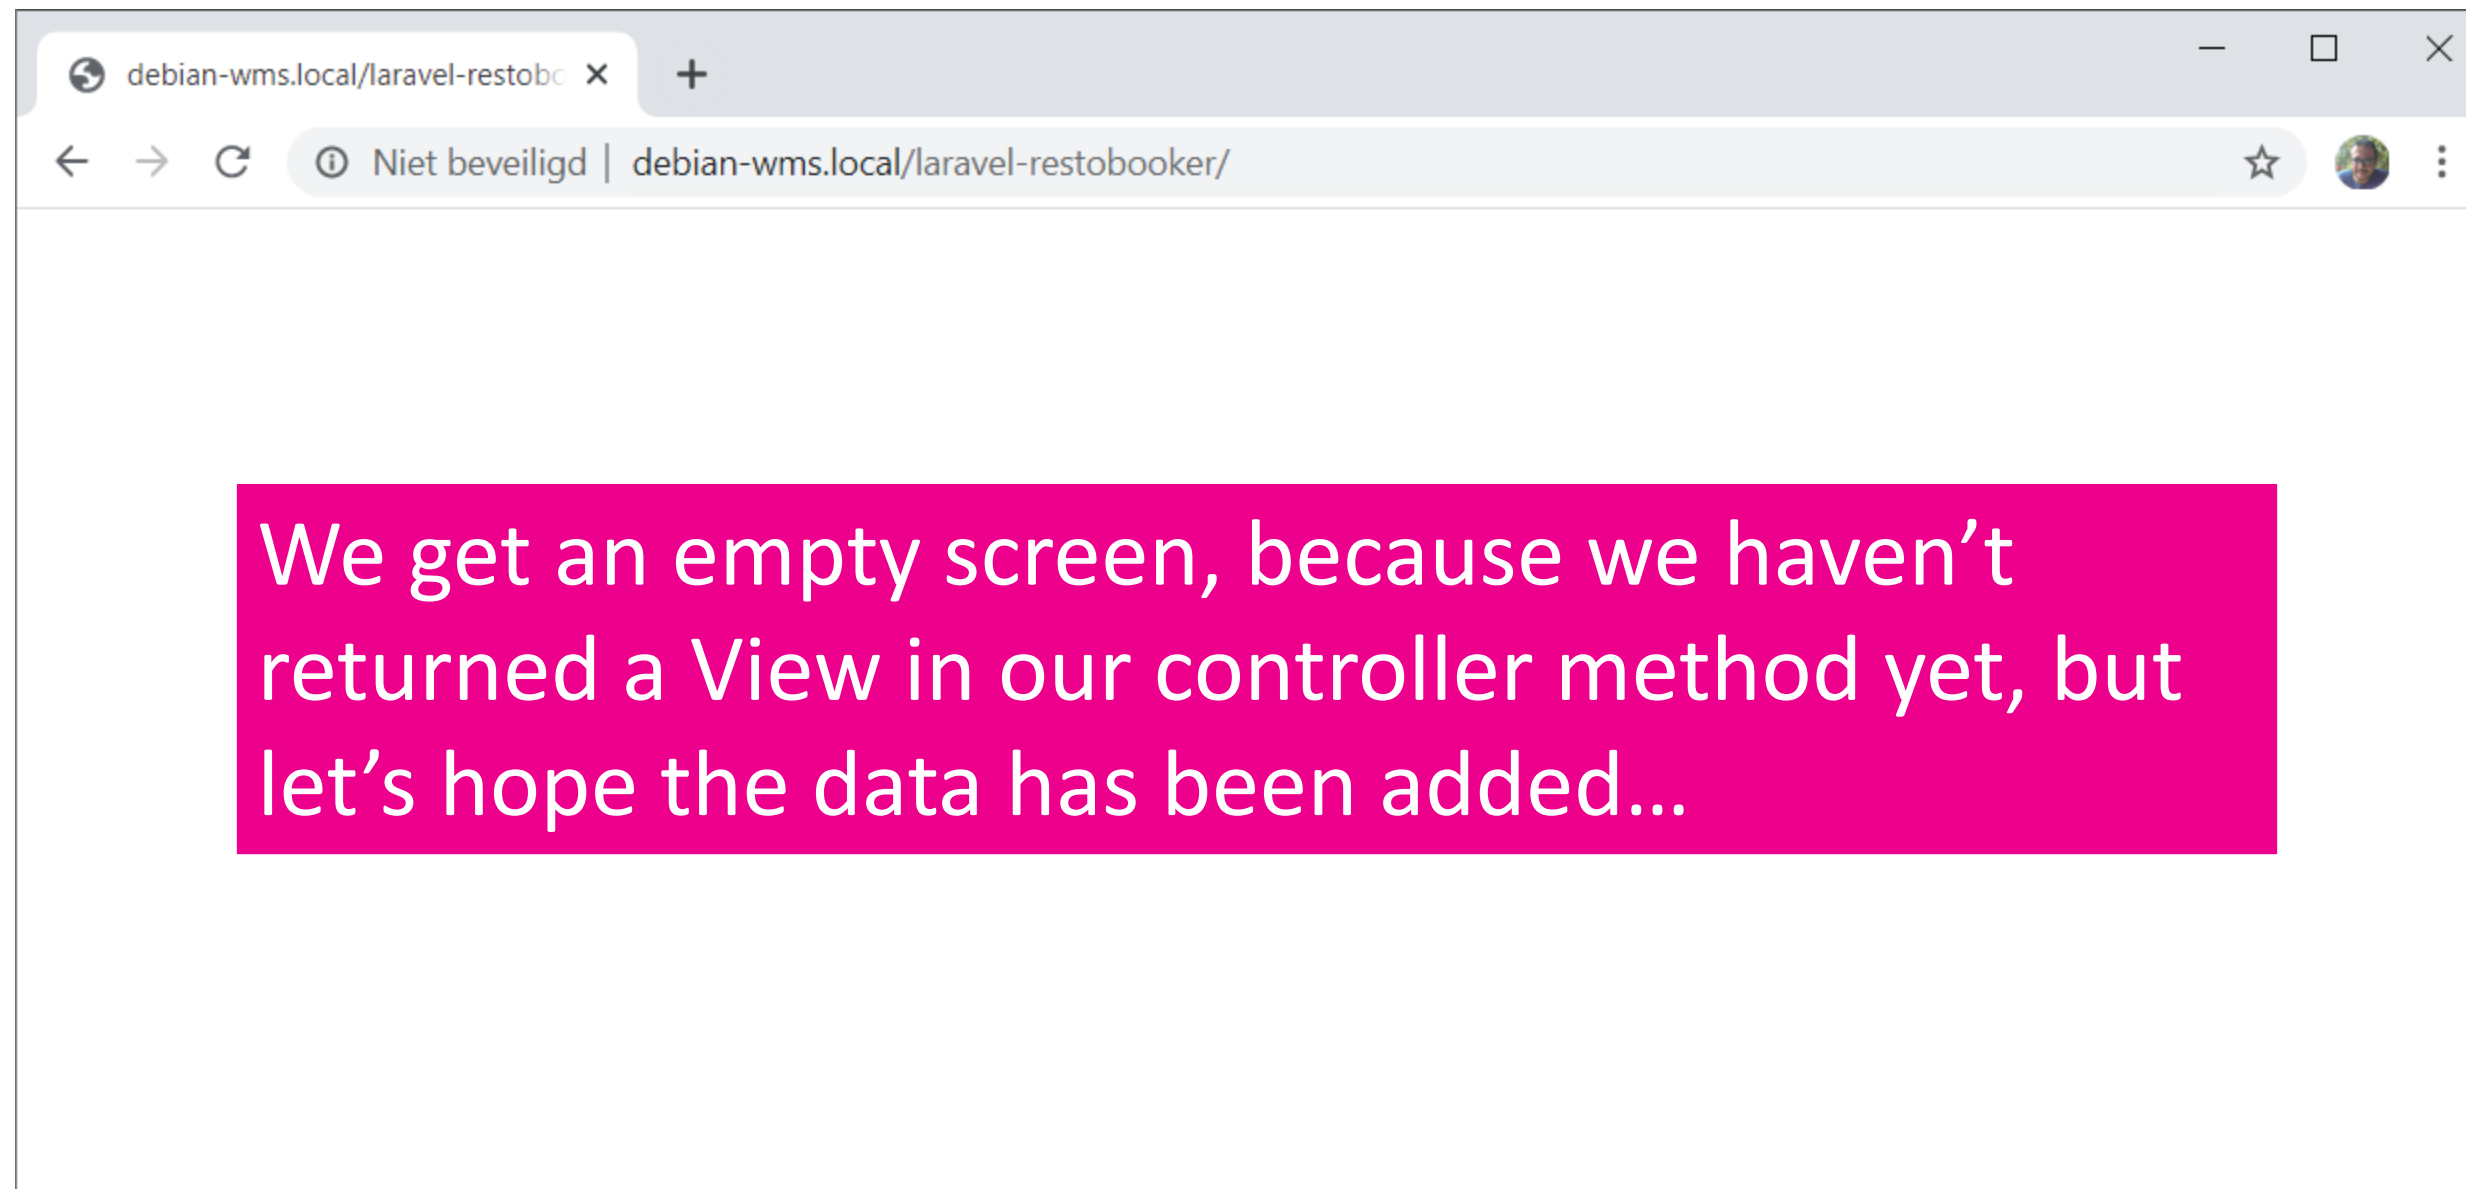 debian-wms.local/laravel-restobo
Niet beveiligd | debian-wms.local/laravel-restobooker/
We get an empty screen, because we haven’t
returned a View in our controller method yet, but
let’s hope the data has been added…